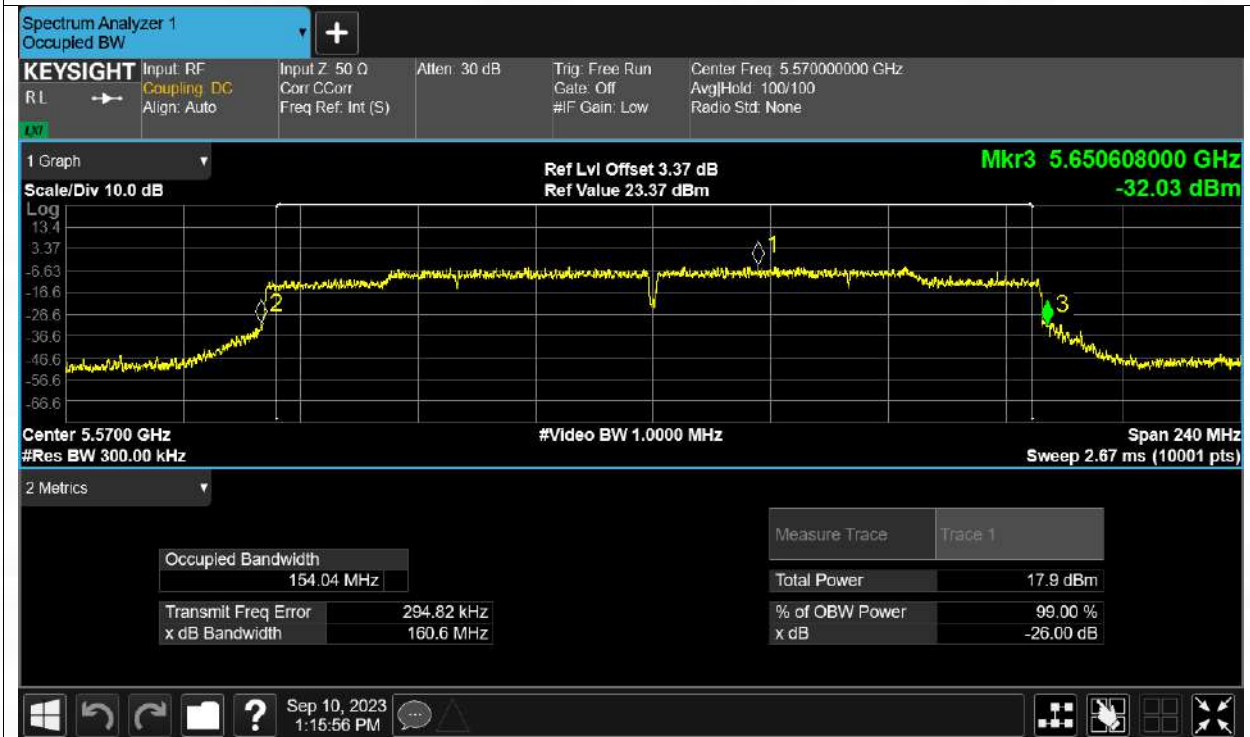 Spectrum Analyzer 1
Occupied BW
+
KEYSIGHT
RL
LXI
Input: RF
Coupling: DC
Align: Auto
Input Z: 50 Ω
Corr CCorr
Freq Ref: Int (S)
Atten: 30 dB
Trig: Free Run
Gate: Off
#IF Gain: Low
Center Freq: 5.570000000 GHz
Avg|Hold: 100/100
Radio Std: None
1 Graph
Scale/Div 10.0 dB
Ref Lvl Offset 3.37 dB
Ref Value 23.37 dBm
Mkr3 5.650608000 GHz
-32.03 dBm
Log
13.4
3.37
-6.63
-16.6
-26.6
-36.6
-46.6
-56.6
-66.6
1
2
3
Center 5.5700 GHz
#Video BW 1.0000 MHz
Span 240 MHz
#Res BW 300.00 kHz
Sweep 2.67 ms (10001 pts)
2 Metrics
Measure Trace Trace 1
Occupied Bandwidth
154.04 MHz
Total Power 17.9 dBm
Transmit Freq Error 294.82 kHz
% of OBW Power 99.00 %
x dB Bandwidth 160.6 MHz
x dB -26.00 dB
?
Sep 10, 2023
1:15:56 PM